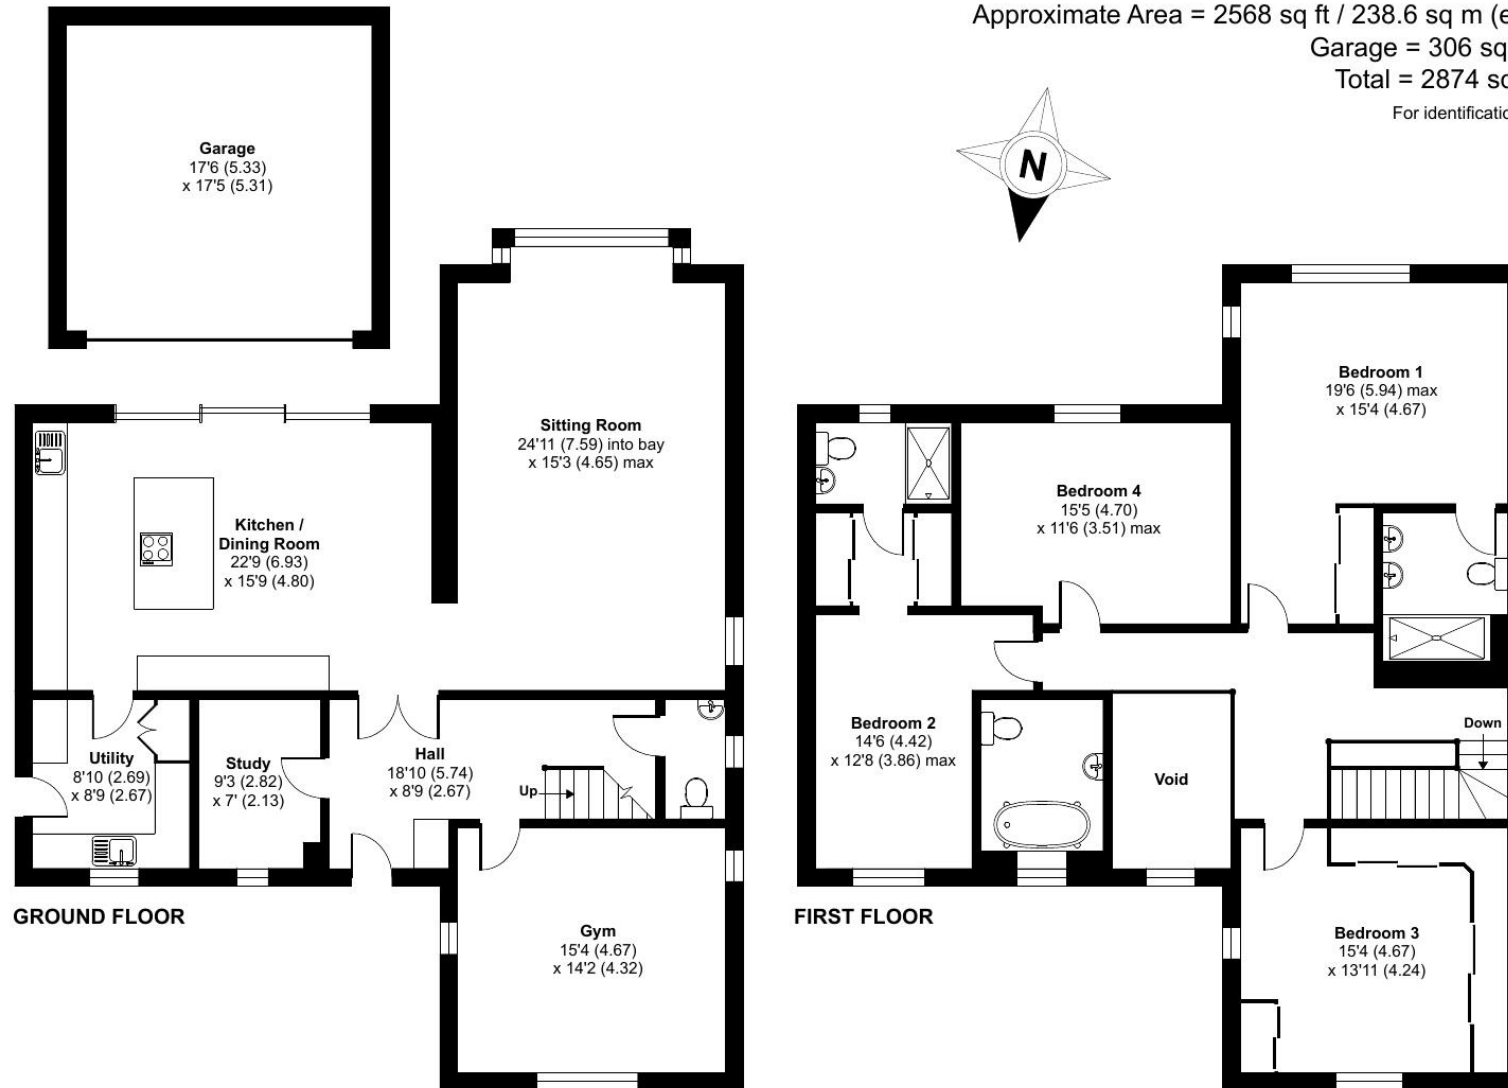 Approximate Area = 2568 sq ft / 238.6 sq m (e
Garage = 306 sq
Total = 2874 sq
For identificatio
N
Garage
17'6 (5.33)
x 17'5 (5.31)
Sitting Room
24'11 (7.59) into bay
x 15'3 (4.65) max
Kitchen /
Dining Room
22'9 (6.93)
x 15'9 (4.80)
Utility
8'10 (2.69)
x 8'9 (2.67)
Study
9'3 (2.82)
x 7' (2.13)
Hall
18'10 (5.74)
x 8'9 (2.67)
Up
Gym
15'4 (4.67)
x 14'2 (4.32)
GROUND FLOOR
Bedroom 1
19'6 (5.94) max
x 15'4 (4.67)
Bedroom 4
15'5 (4.70)
x 11'6 (3.51) max
Bedroom 2
14'6 (4.42)
x 12'8 (3.86) max
Void
Down
Bedroom 3
15'4 (4.67)
x 13'11 (4.24)
FIRST FLOOR